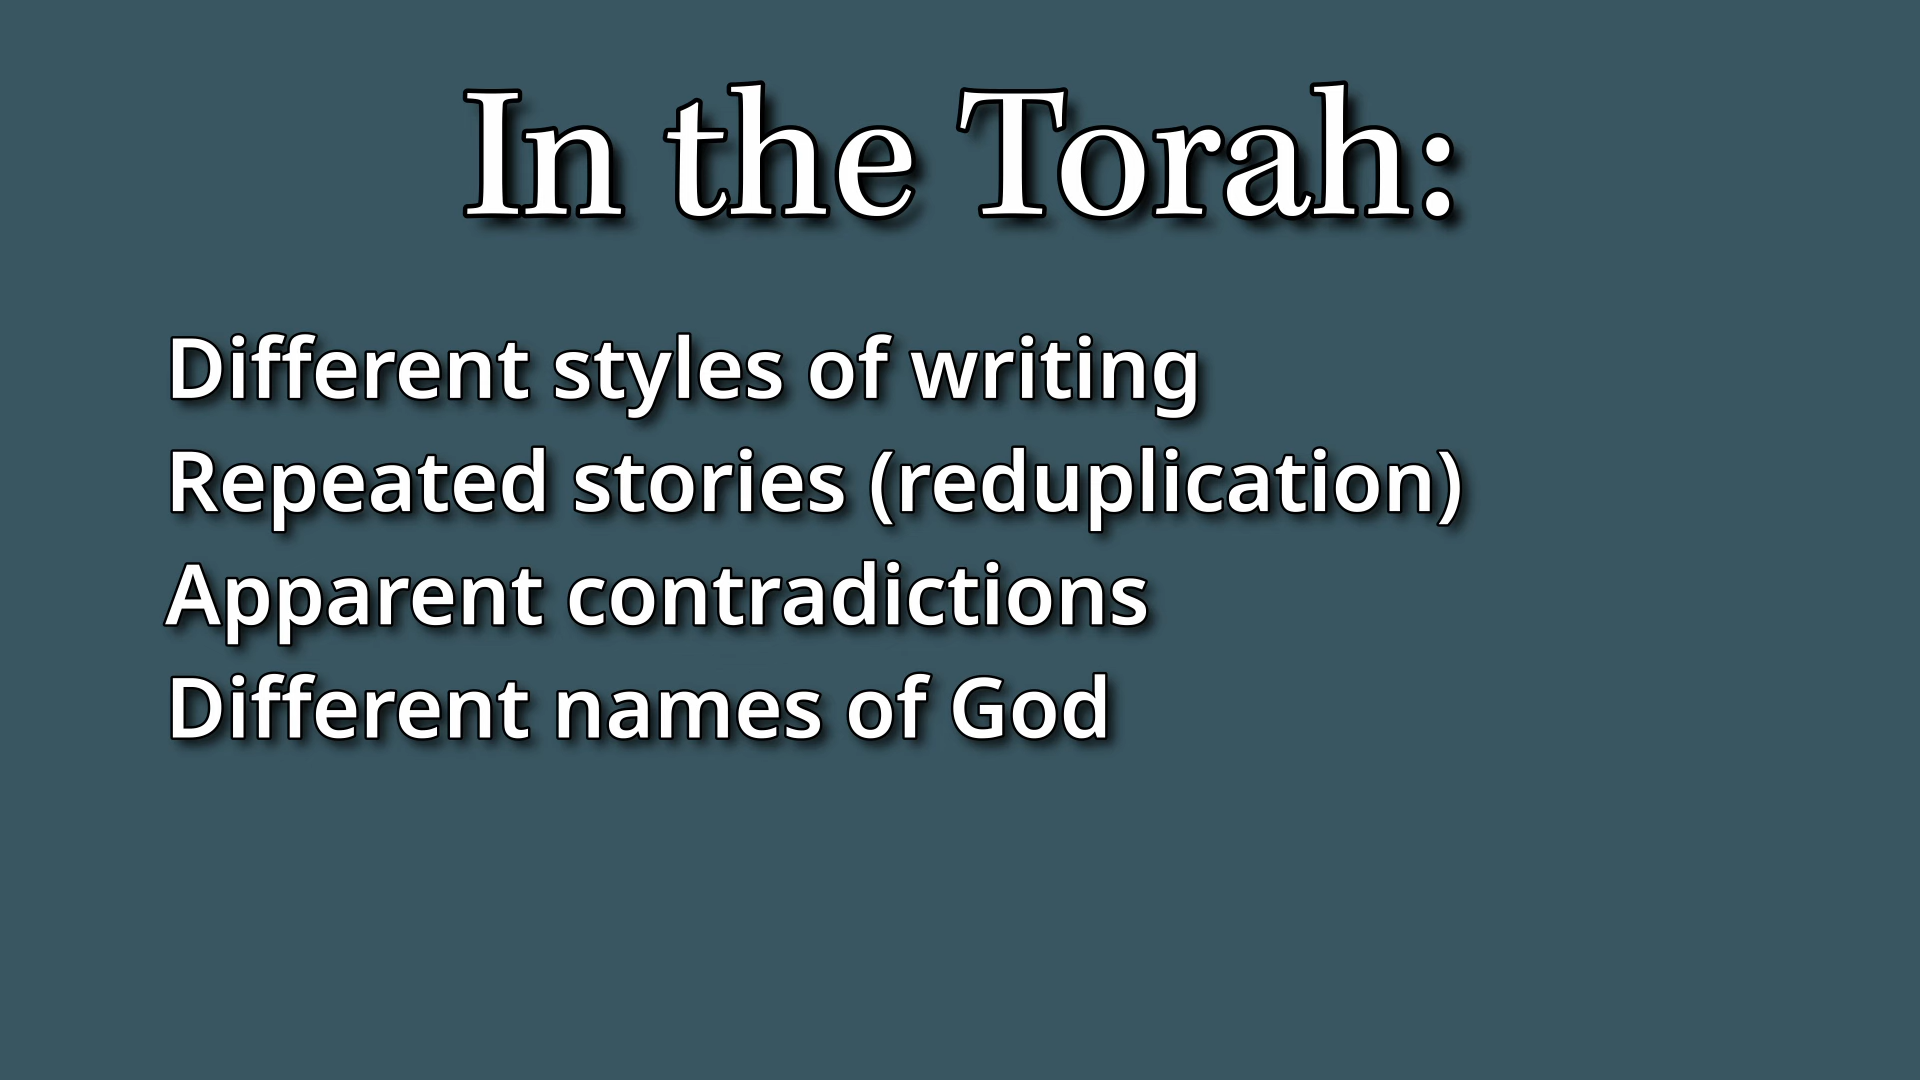 In the Torah:
Different styles of writing
Repeated stories (reduplication)
Apparent contradictions
Different names of God